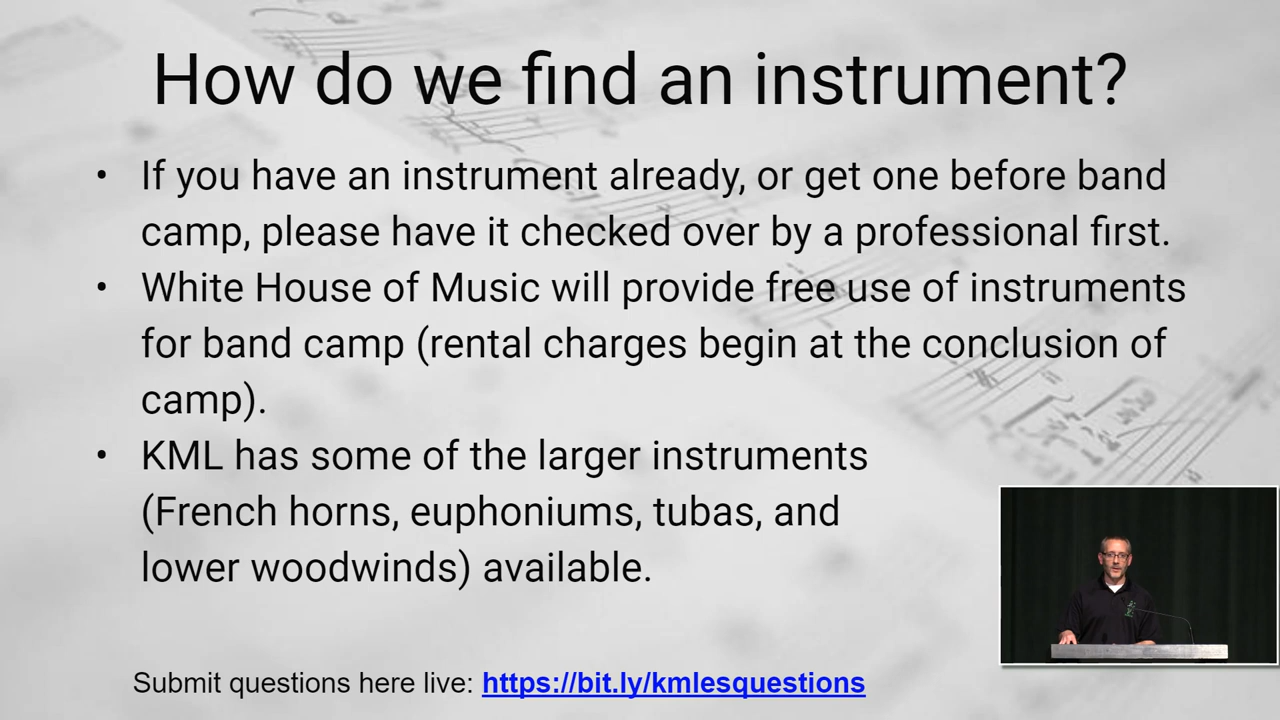 How do we find an instrument?
• If you have an instrument already, or get one before band
camp, please have it checked over by a professional first.
• White House of Music will provide free use of instruments
for band camp (rental charges begin at the conclusion of
camp).
• KML has some of the larger instruments
(French horns, euphoniums, tubas, and
lower woodwinds) available.
Submit questions here live: https://bit.ly/kmlesquestions